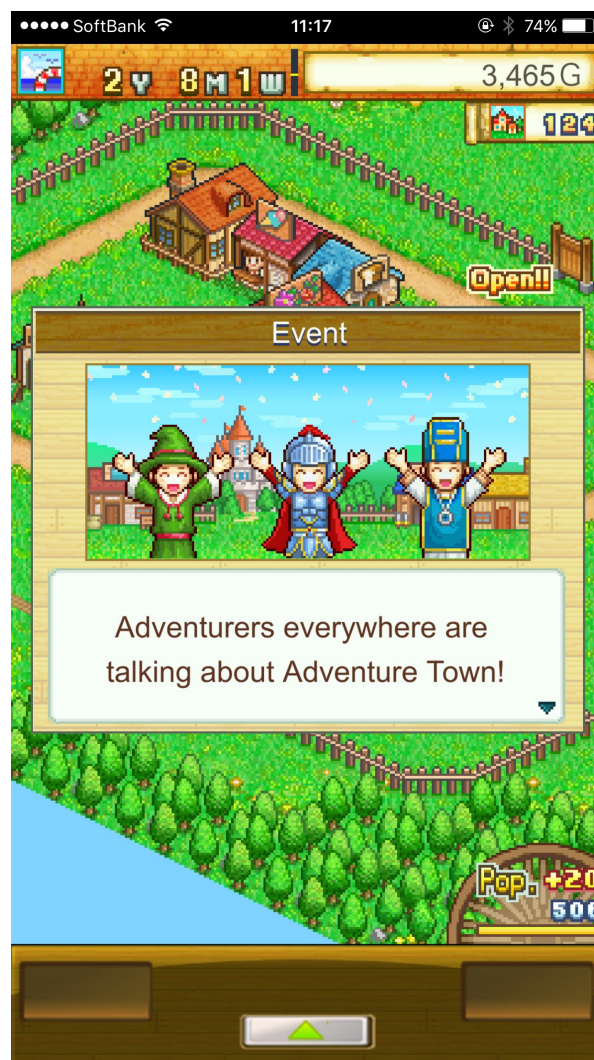 SoftBank 11:17 74%
2Y 8M 1W 3,465G
124
Open!!
Event
Adventurers everywhere are
talking about Adventure Town!
Pop. +20
506